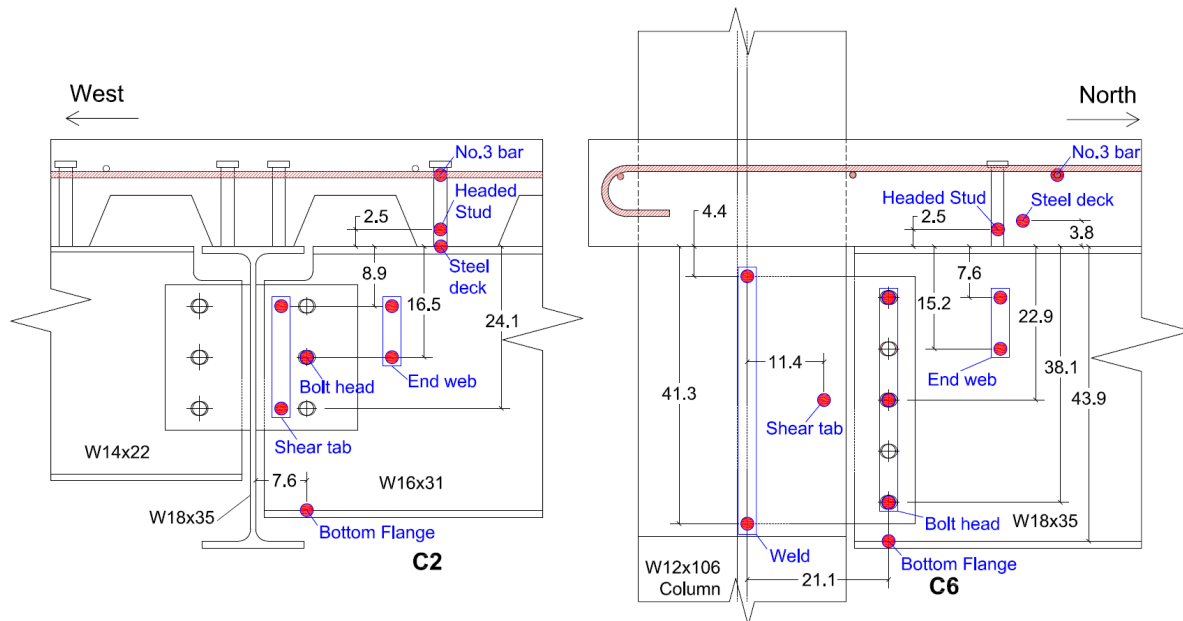 West
No.3 bar
Headed
Stud
2.5
Steel
deck
8.9
16.5
24.1
Bolt head
End web
Shear tab
W14x22
7.6
W16x31
W18x35
Bottom Flange
C2
North
No.3 bar
Headed Stud
Steel deck
4.4
2.5
3.8
7.6
15.2
22.9
11.4
End web
38.1
41.3
Shear tab
43.9
Bolt head
W18x35
Weld
W12x106
Column
21.1
Bottom Flange
C6